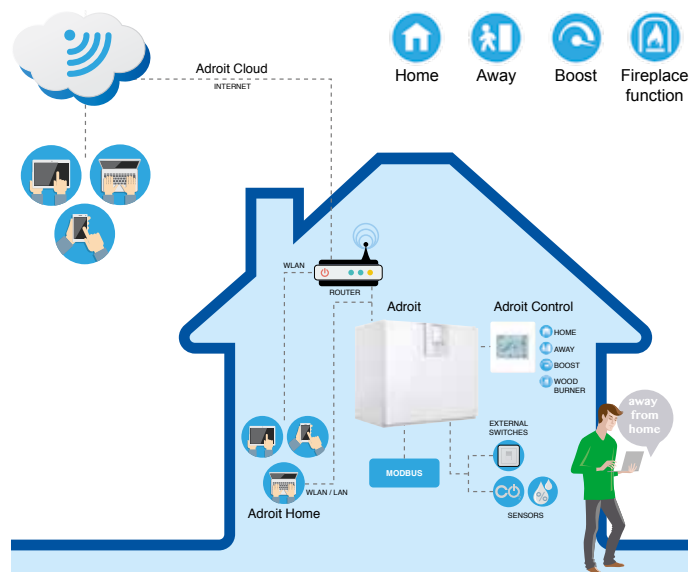 Adroit Cloud
INTERNET
Home
Away
Boost
Fireplace
function
WLAN
ROUTER
Adroit
Adroit Control
HOME
AWAY
BOOST
WOOD
BURNER
away
from
home
EXTERNAL
SWITCHES
MODBUS
WLAN / LAN
Adroit Home
%
SENSORS